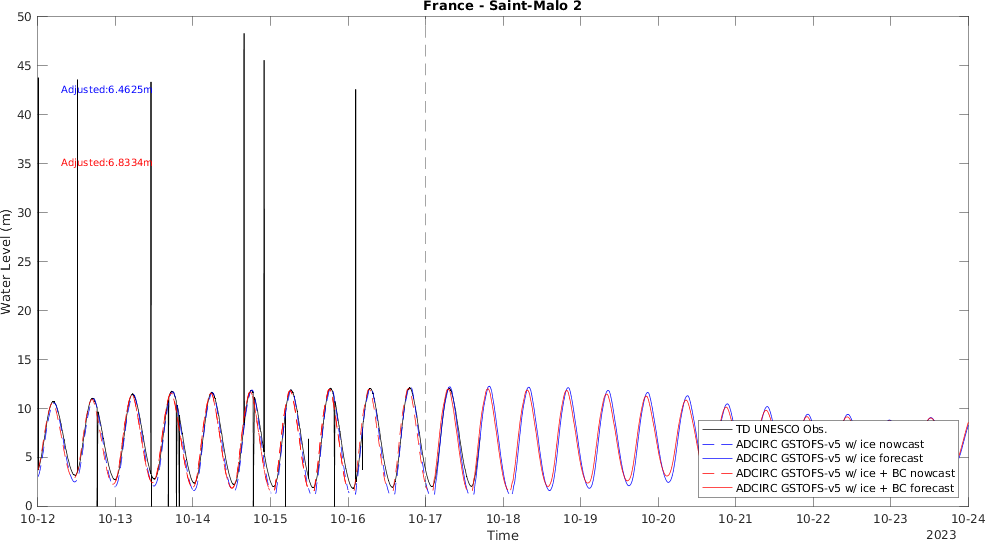 France - Saint-Malo 2
50
45
40
35
30
25
20
15
10
5
0
Water Level (m)
Adjusted:6.4625m
Adjusted:6.8334m
TD UNESCO Obs.
ADCIRC GSTOFS-v5 w/ ice nowcast
ADCIRC GSTOFS-v5 w/ ice forecast
ADCIRC GSTOFS-v5 w/ ice + BC nowcast
ADCIRC GSTOFS-v5 w/ ice + BC forecast
10-12 10-13 10-14 10-15 10-16 10-17 10-18 10-19 10-20 10-21 10-22 10-23 10-24
Time
2023